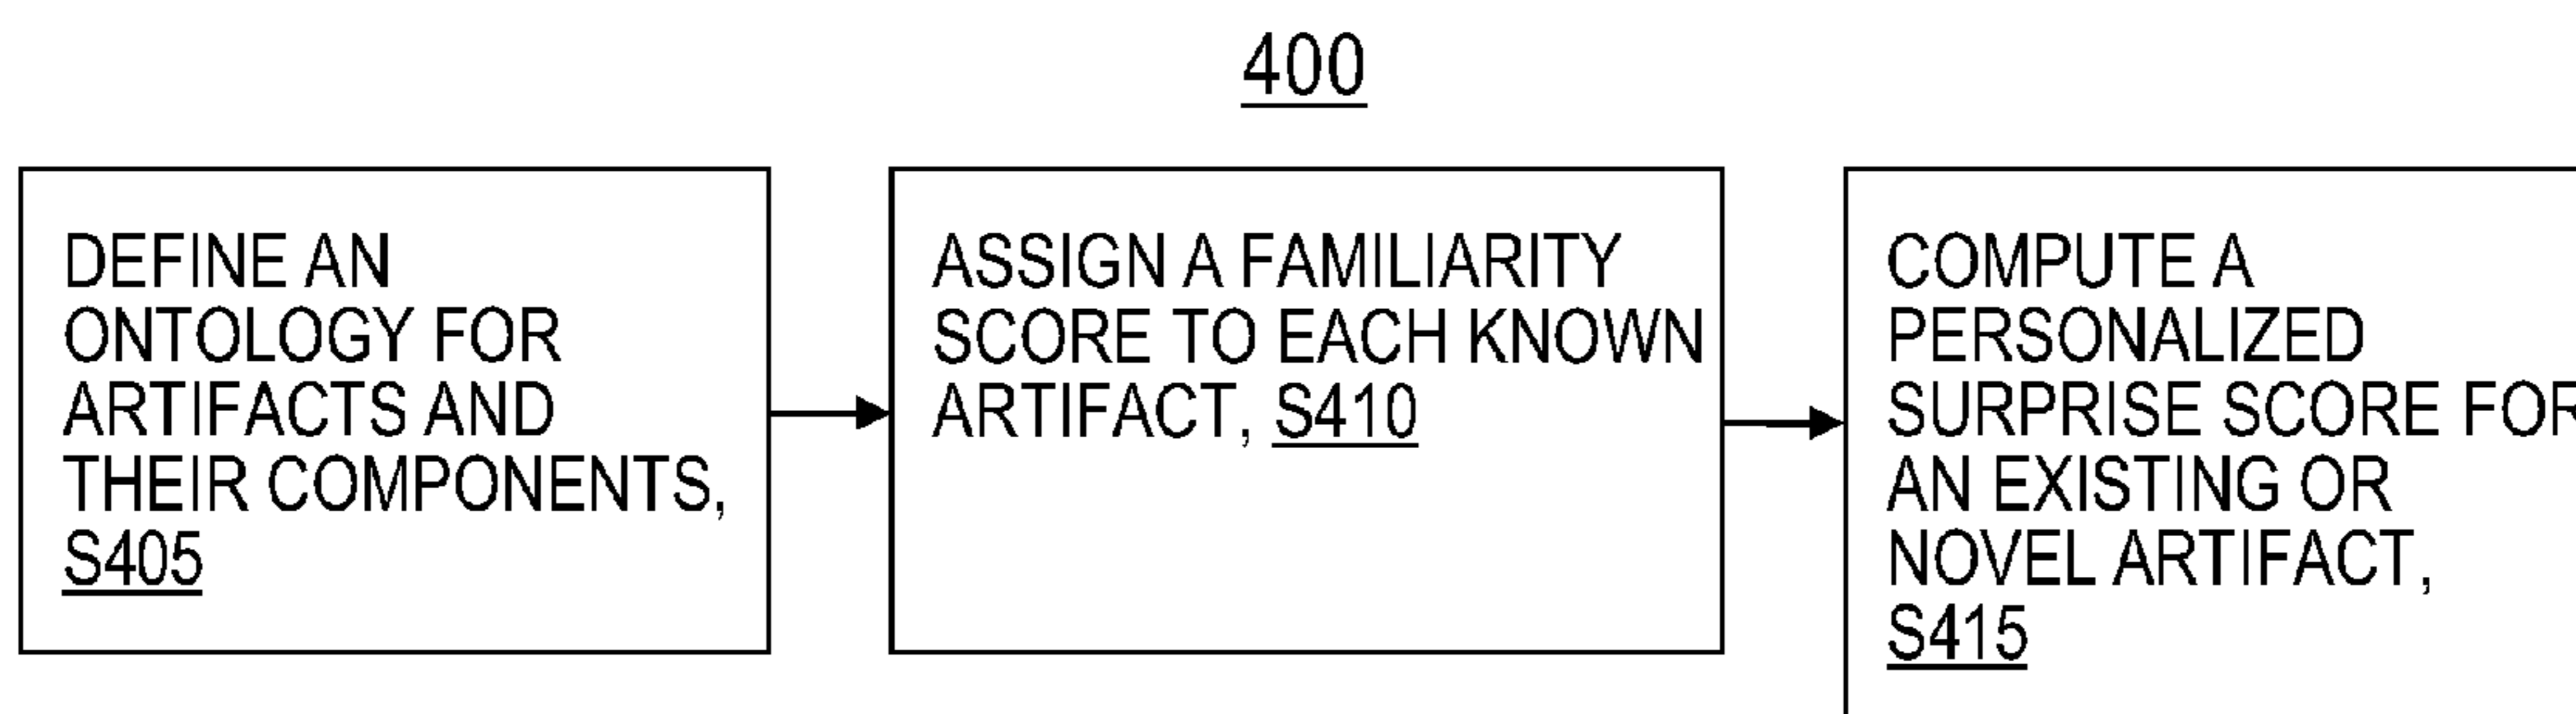 400
DEFINE AN
ONTOLOGY FOR
ARTIFACTS AND
THEIR COMPONENTS,
S405
ASSIGN A FAMILIARITY
SCORE TO EACH KNOWN
ARTIFACT, S410
COMPUTE A
PERSONALIZED
SURPRISE SCORE FOR
AN EXISTING OR
NOVEL ARTIFACT,
S415